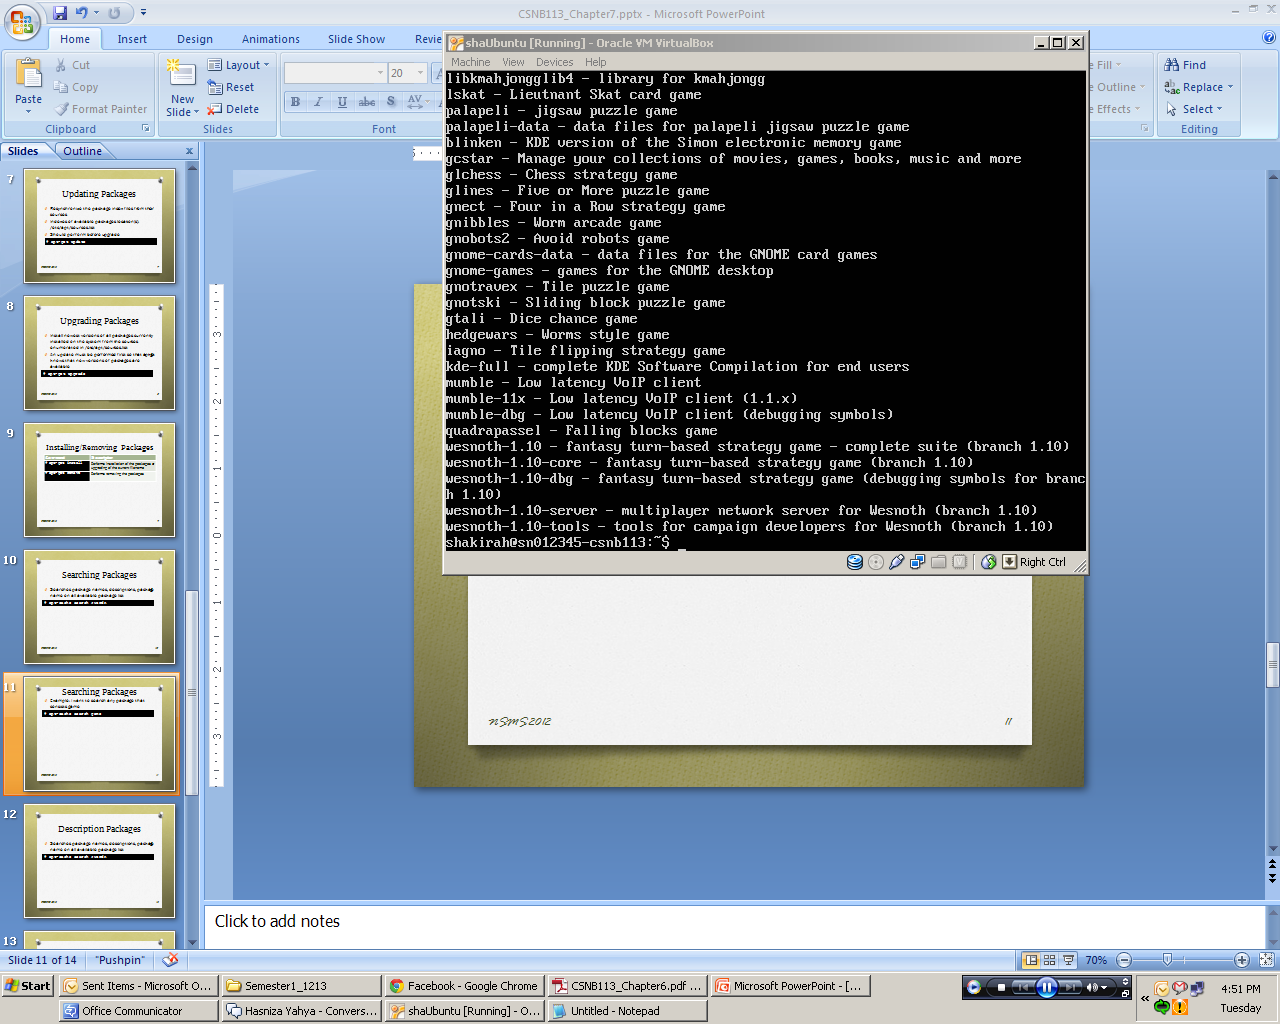 CSNB113_Chapter7.pptx - Microsoft PowerPoint
Home
Insert
Design
Animations
Slide Show
Revie
shaUbuntu [Running] - Oracle VM VirtualBox
Machine View Devices Help
Paste
Cut
Copy
Format Painter
Clipboard
New Slide
Layout
Reset
Delete
Slides
20
B I U abc S AV
Font
Fill
Outline
Effects
Find
Replace
Select
Editing
Slides
Outline
7
Updating Packages
8
Upgrading Packages
9
Installing/Removing Packages
10
Searching Packages
11
Searching Packages
12
Description Packages
13
libkmahjongglib4 - library for kmahjongg
lskat - Lieutnant Skat card game
palapeli - jigsaw puzzle game
palapeli-data - data files for palapeli jigsaw puzzle game
blinken - KDE version of the Simon electronic memory game
gcstar - Manage your collections of movies, games, books, music and more
glchess - Chess strategy game
glines - Five or More puzzle game
gnect - Four in a Row strategy game
gnibbles - Worm arcade game
gnobots2 - Avoid robots game
gnome-cards-data - data files for the GNOME card games
gnome-games - games for the GNOME desktop
gnotravex - Tile puzzle game
gnotski - Sliding block puzzle game
gtali - Dice chance game
hedgewars - Worms style game
iagno - Tile flipping strategy game
kde-full - complete KDE Software Compilation for end users
mumble - Low latency VoIP client
mumble-11x - Low latency VoIP client (1.1.x)
mumble-dbg - Low latency VoIP client (debugging symbols)
quadrapassel - Falling blocks game
wesnoth-1.10 - fantasy turn-based strategy game - complete suite (branch 1.10)
wesnoth-1.10-core - fantasy turn-based strategy game (branch 1.10)
wesnoth-1.10-dbg - fantasy turn-based strategy game (debugging symbols for branc
h 1.10)
wesnoth-1.10-server - multiplayer network server for Wesnoth (branch 1.10)
wesnoth-1.10-tools - tools for campaign developers for Wesnoth (branch 1.10)
shakirah@sn012345-csnb113:~$ _
Right Ctrl
nSMS2012
11
Click to add notes
Slide 11 of 14
"Pushpin"
70%
Start
Sent Items - Microsoft O...
Semester1_1213
Facebook - Google Chrome
CSNB113_Chapter6.pdf ...
Microsoft PowerPoint - [...
4:51 PM
Office Communicator
Hasniza Yahya - Convers...
shaUbuntu [Running] - O...
Untitled - Notepad
Tuesday